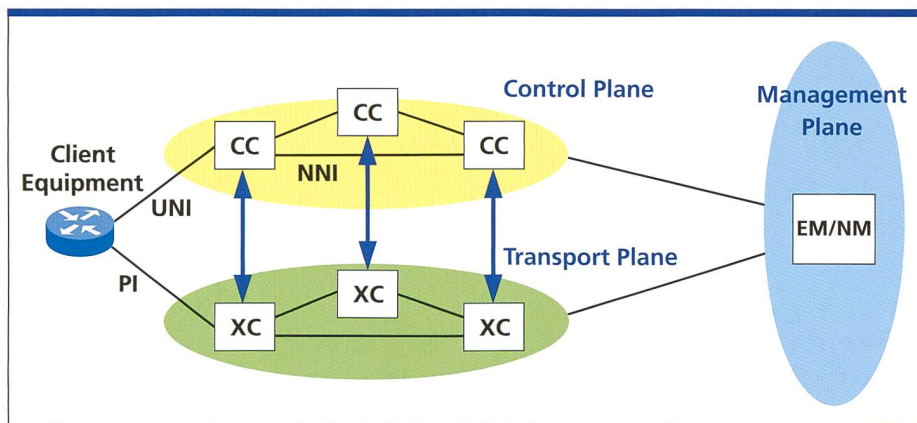 Control Plane
Management
Plane
CC
CC
CC
Client
Equipment
NNI
UNI
EM/NM
Transport Plane
PI
XC
XC
XC